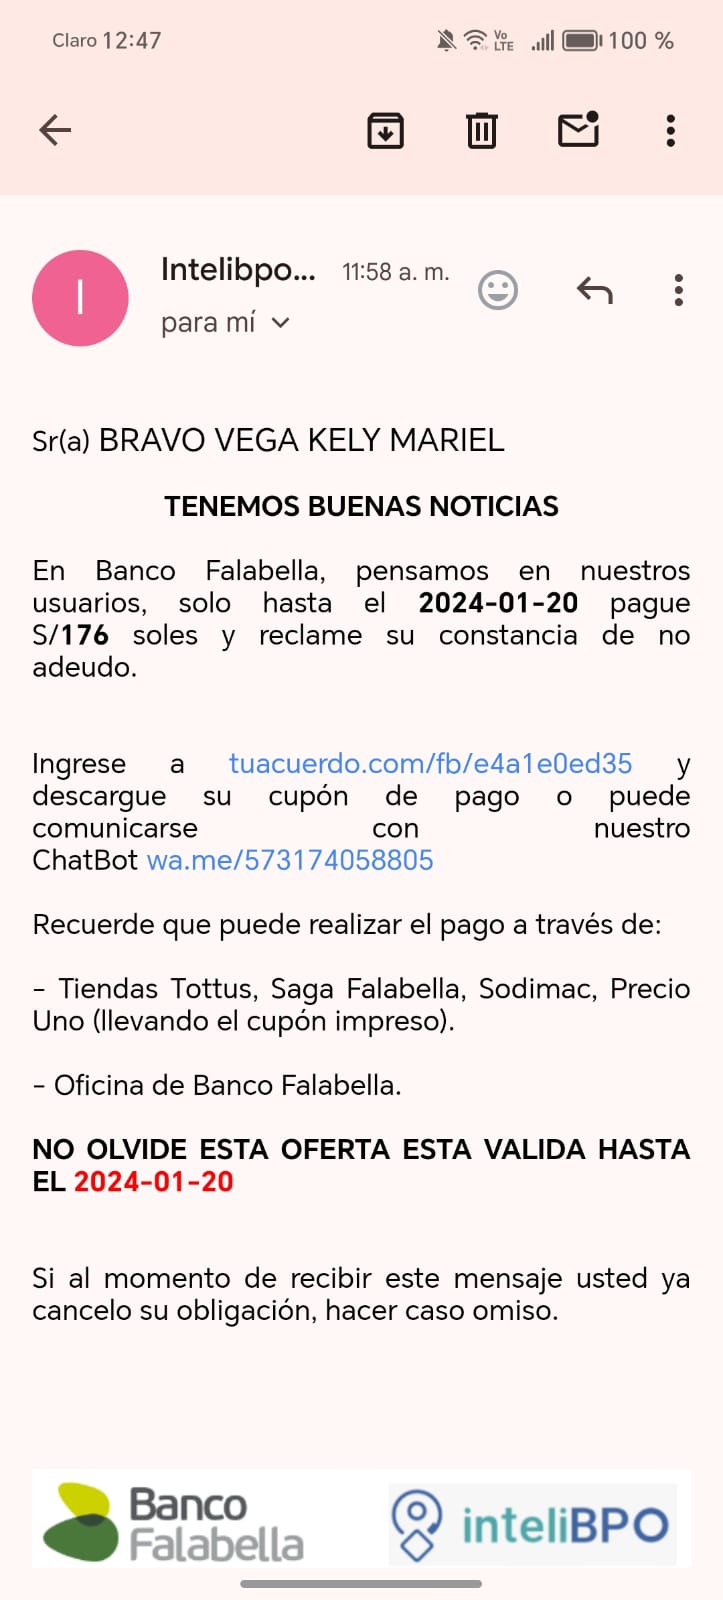 Claro 12:47
Vo LTE
100 %
I
Intelibpo...
11:58 a. m.
para mí
Sr(a) BRAVO VEGA KELY MARIEL
TENEMOS BUENAS NOTICIAS
En Banco Falabella, pensamos en nuestros
usuarios, solo hasta el 2024-01-20 pague
S/176 soles y reclame su constancia de no
adeudo.
Ingrese a tuacuerdo.com/fb/e4a1e0ed35 y
descargue su cupón de pago o puede
comunicarse con nuestro
ChatBot wa.me/573174058805
Recuerde que puede realizar el pago a través de:
- Tiendas Tottus, Saga Falabella, Sodimac, Precio
Uno (llevando el cupón impreso).
- Oficina de Banco Falabella.
NO OLVIDE ESTA OFERTA ESTA VALIDA HASTA
EL 2024-01-20
Si al momento de recibir este mensaje usted ya
cancelo su obligación, hacer caso omiso.
Banco
Falabella
inteliBPO